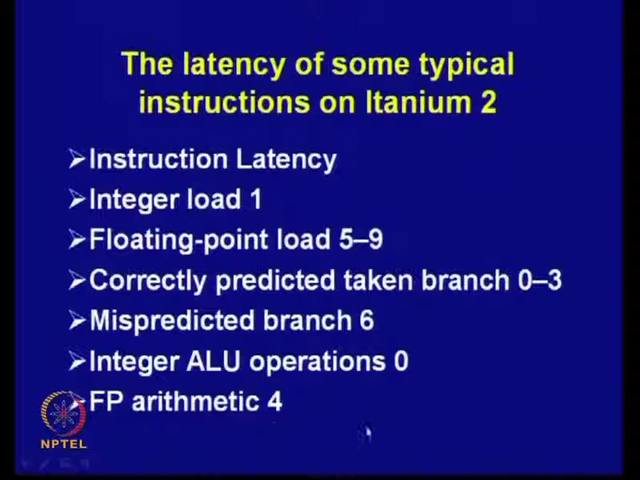 The latency of some typical
instructions on Itanium 2
Instruction Latency
Integer load 1
Floating-point load 5–9
Correctly predicted taken branch 0–3
Mispredicted branch 6
Integer ALU operations 0
FP arithmetic 4
NPTEL